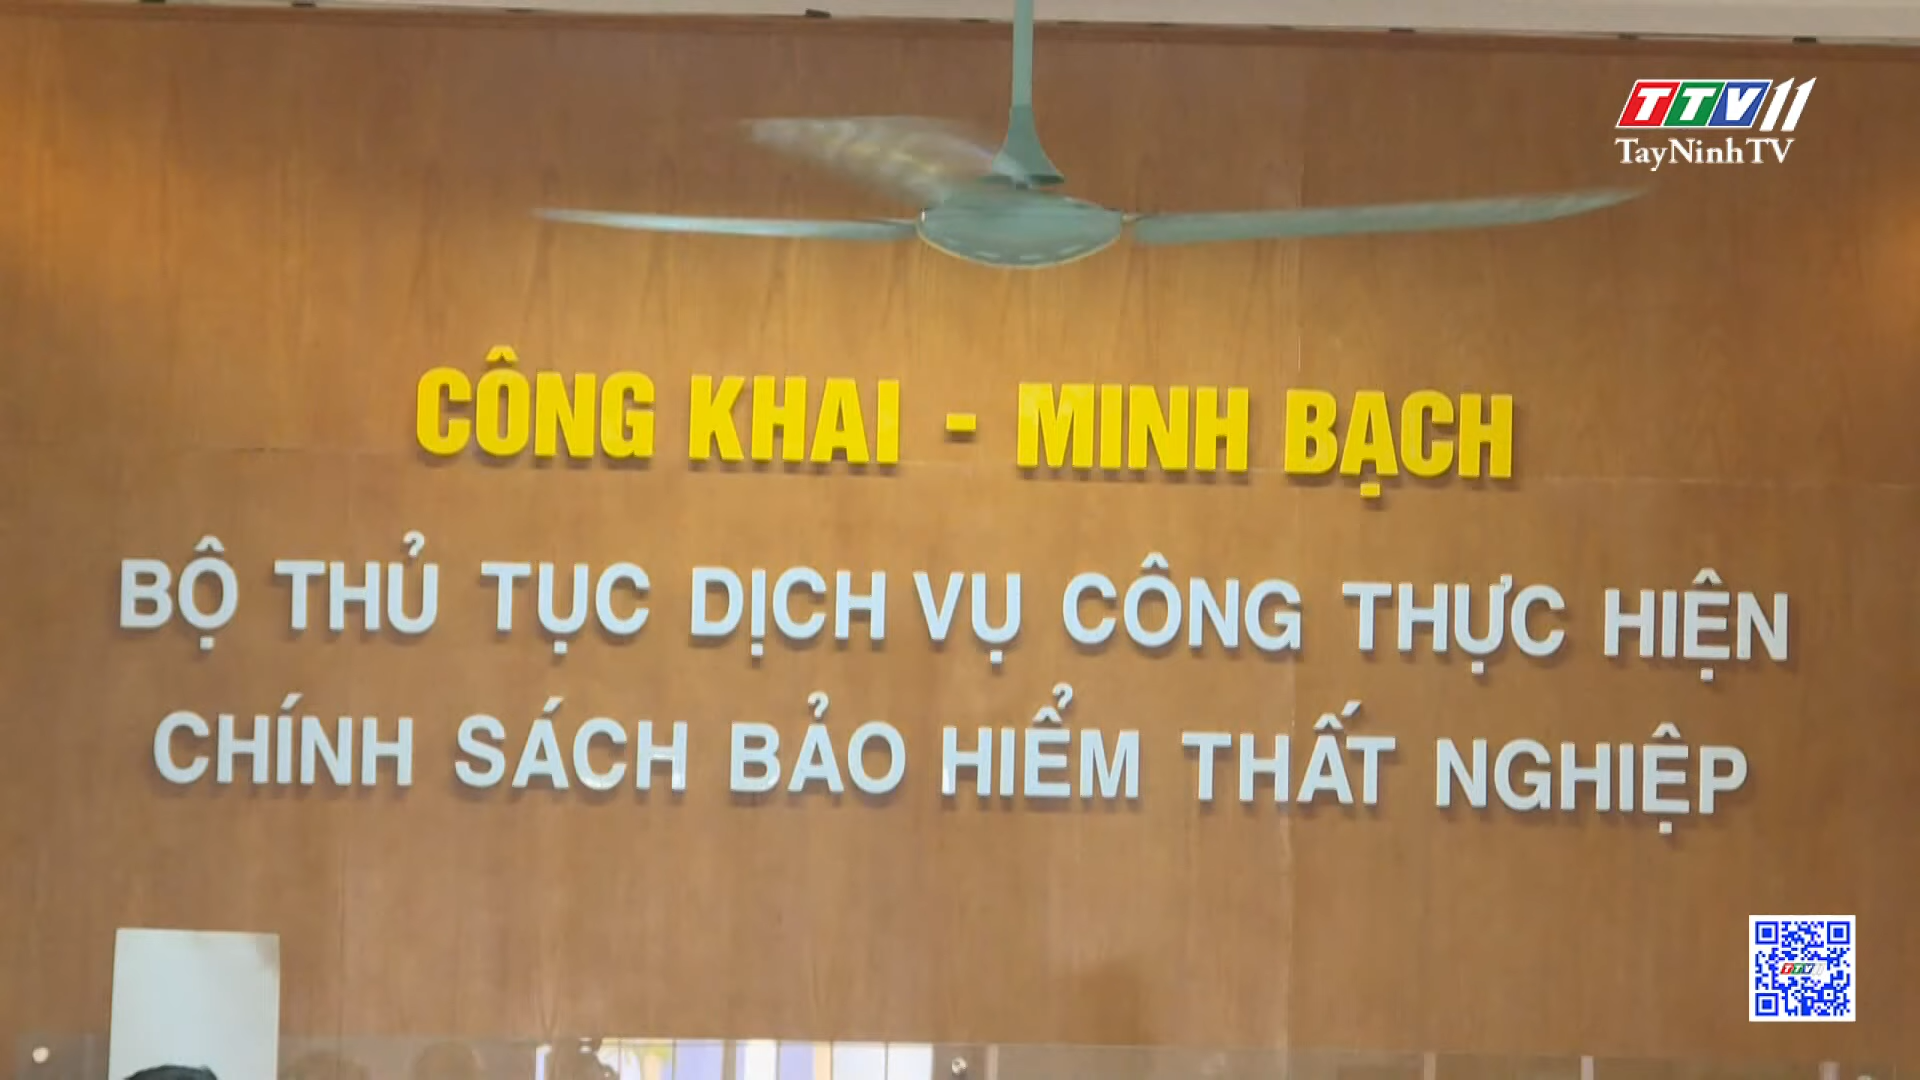 TTV11
TayNinhTV
CÔNG KHAI - MINH BẠCH
BỘ THỦ TỤC DỊCH VỤ CÔNG THỰC HIỆN
CHÍNH SÁCH BẢO HIỂM THẤT NGHIỆP
TTV11